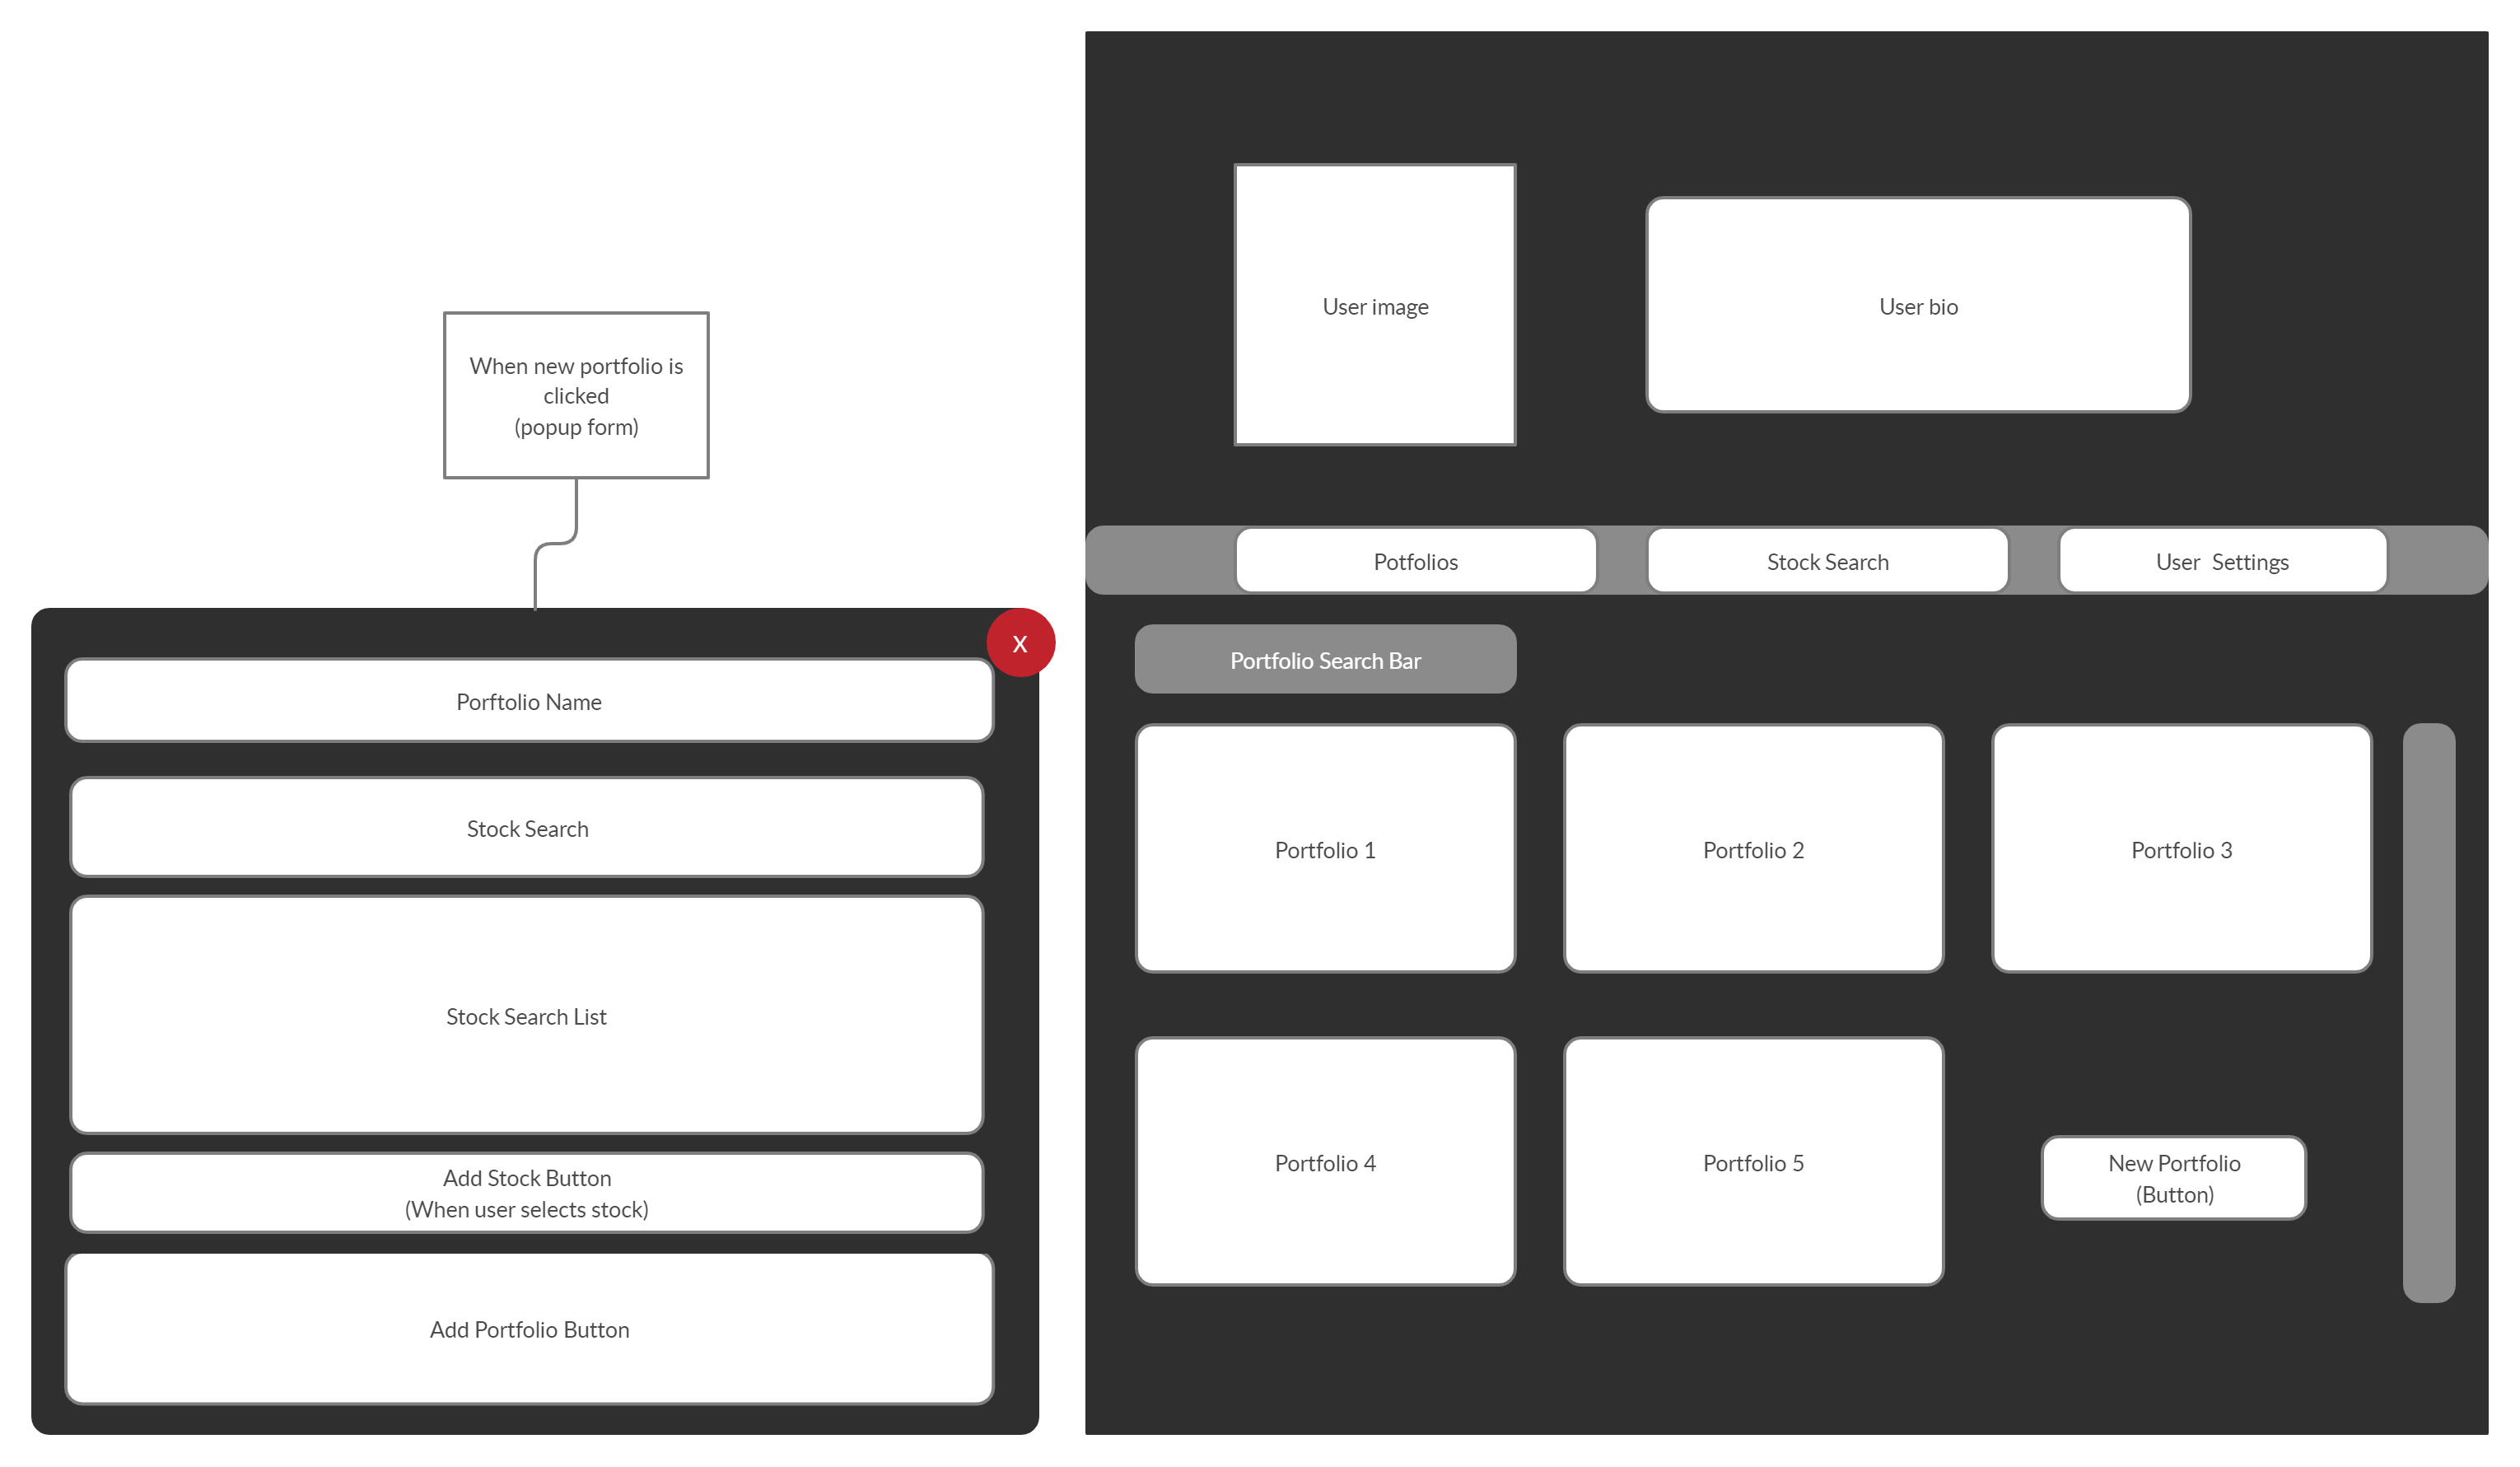 When new portfolio is
clicked
(popup form)
X
Porftolio Name
Stock Search
Stock Search List
Add Stock Button
(When user selects stock)
Add Portfolio Button
User image
User bio
Potfolios
Stock Search
User  Settings
Portfolio Search Bar
Portfolio 1
Portfolio 2
Portfolio 3
Portfolio 4
Portfolio 5
New Portfolio
(Button)